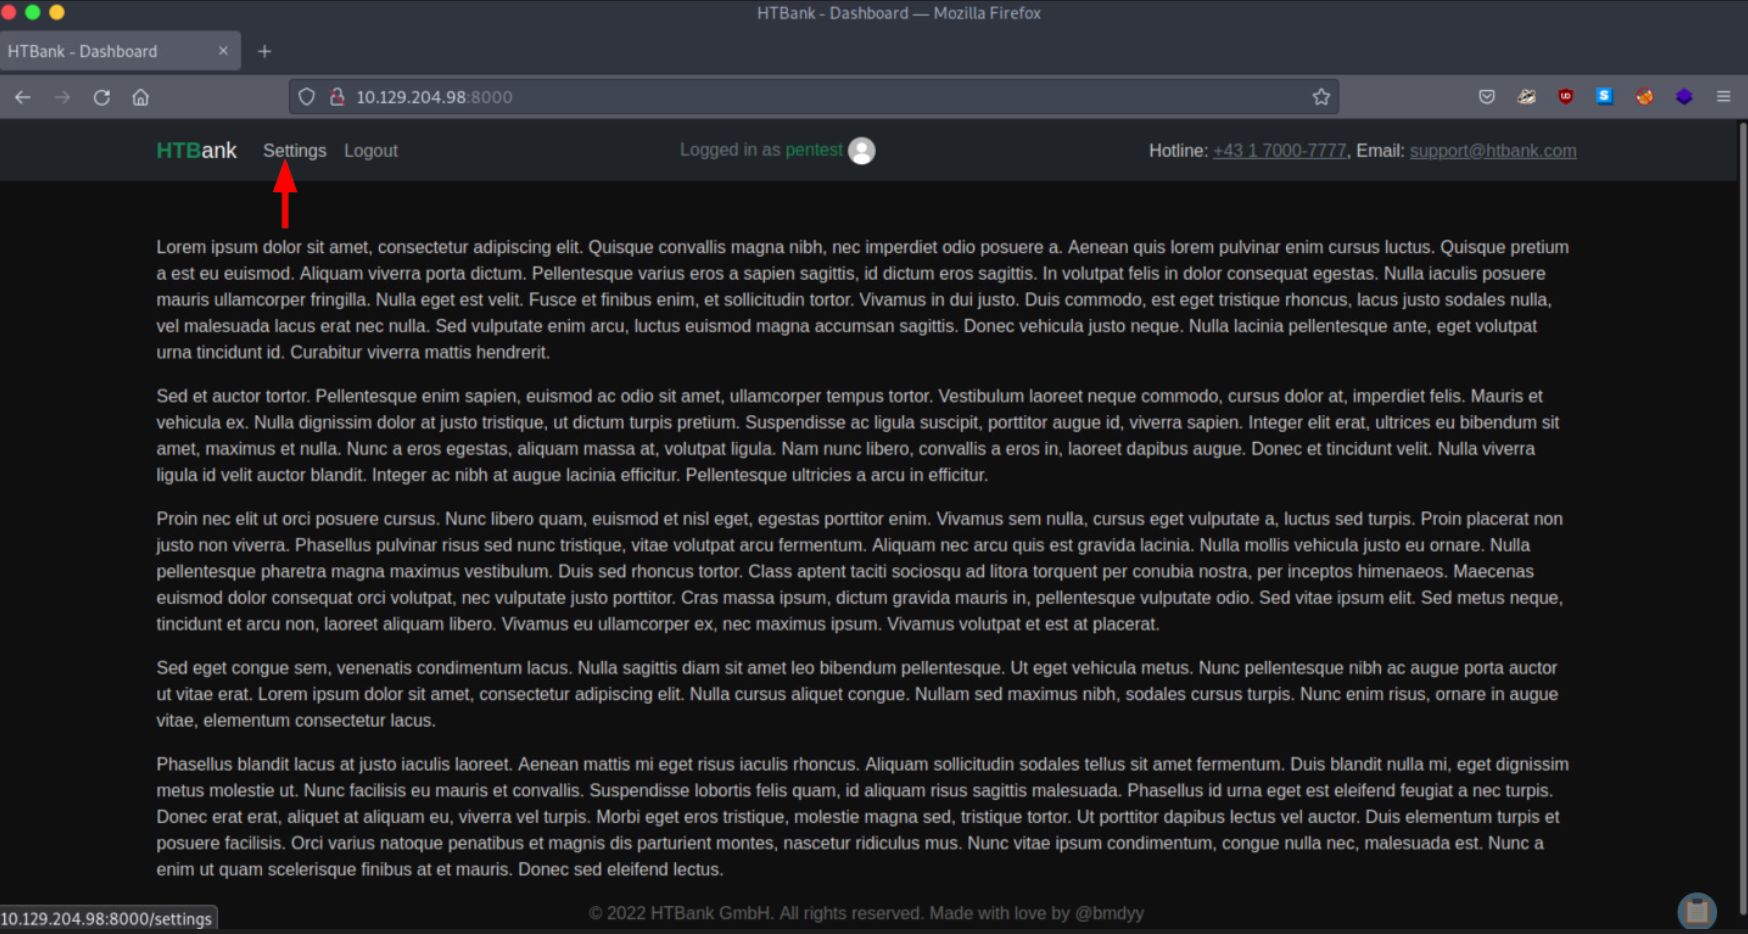 HTBank - Dashboard — Mozilla Firefox
HTBank - Dashboard
10.129.204.98:8000
HTBank Settings Logout Logged in as pentest Hotline: +43 1 7000-7777, Email: support@htbank.com
Lorem ipsum dolor sit amet, consectetur adipiscing elit. Quisque convallis magna nibh, nec imperdiet odio posuere a. Aenean quis lorem pulvinar enim cursus luctus. Quisque pretium
a est eu euismod. Aliquam viverra porta dictum. Pellentesque varius eros a sapien sagittis, id dictum eros sagittis. In volutpat felis in dolor consequat egestas. Nulla iaculis posuere
mauris ullamcorper fringilla. Nulla eget est velit. Fusce et finibus enim, et sollicitudin tortor. Vivamus in dui justo. Duis commodo, est eget tristique rhoncus, lacus justo sodales nulla,
vel malesuada lacus erat nec nulla. Sed vulputate enim arcu, luctus euismod magna accumsan sagittis. Donec vehicula justo neque. Nulla lacinia pellentesque ante, eget volutpat
urna tincidunt id. Curabitur viverra mattis hendrerit.
Sed et auctor tortor. Pellentesque enim sapien, euismod ac odio sit amet, ullamcorper tempus tortor. Vestibulum laoreet neque commodo, cursus dolor at, imperdiet felis. Mauris et
vehicula ex. Nulla dignissim dolor at justo tristique, ut dictum turpis pretium. Suspendisse ac ligula suscipit, porttitor augue id, viverra sapien. Integer elit erat, ultrices eu bibendum sit
amet, maximus et nulla. Nunc a eros egestas, aliquam massa at, volutpat ligula. Nam nunc libero, convallis a eros in, laoreet dapibus augue. Donec et tincidunt velit. Nulla viverra
ligula id velit auctor blandit. Integer ac nibh at augue lacinia efficitur. Pellentesque ultricies a arcu in efficitur.
Proin nec elit ut orci posuere cursus. Nunc libero quam, euismod et nisl eget, egestas porttitor enim. Vivamus sem nulla, cursus eget vulputate a, luctus sed turpis. Proin placerat non
justo non viverra. Phasellus pulvinar risus sed nunc tristique, vitae volutpat arcu fermentum. Aliquam nec arcu quis est gravida lacinia. Nulla mollis vehicula justo eu ornare. Nulla
pellentesque pharetra magna maximus vestibulum. Duis sed rhoncus tortor. Class aptent taciti sociosqu ad litora torquent per conubia nostra, per inceptos himenaeos. Maecenas
euismod dolor consequat orci volutpat, nec vulputate justo porttitor. Cras massa ipsum, dictum gravida mauris in, pellentesque vulputate odio. Sed vitae ipsum elit. Sed metus neque,
tincidunt et arcu non, laoreet aliquam libero. Vivamus eu ullamcorper ex, nec maximus ipsum. Vivamus volutpat et est at placerat.
Sed eget congue sem, venenatis condimentum lacus. Nulla sagittis diam sit amet leo bibendum pellentesque. Ut eget vehicula metus. Nunc pellentesque nibh ac augue porta auctor
ut vitae erat. Lorem ipsum dolor sit amet, consectetur adipiscing elit. Nulla cursus aliquet congue. Nullam sed maximus nibh, sodales cursus turpis. Nunc enim risus, ornare in augue
vitae, elementum consectetur lacus.
Phasellus blandit lacus at justo iaculis laoreet. Aenean mattis mi eget risus iaculis rhoncus. Aliquam sollicitudin sodales tellus sit amet fermentum. Duis blandit nulla mi, eget dignissim
metus molestie ut. Nunc facilisis eu mauris et convallis. Suspendisse lobortis felis quam, id aliquam risus sagittis malesuada. Phasellus id urna eget est eleifend feugiat a nec turpis.
Donec erat erat, aliquet at aliquam eu, viverra vel turpis. Morbi eget eros tristique, molestie magna sed, tristique tortor. Ut porttitor dapibus lectus vel auctor. Duis elementum turpis et
posuere facilisis. Orci varius natoque penatibus et magnis dis parturient montes, nascetur ridiculus mus. Nunc vitae ipsum condimentum, congue nulla nec, malesuada est. Nunc a
enim ut quam scelerisque finibus at et mauris. Donec sed eleifend lectus.
© 2022 HTBank GmbH. All rights reserved. Made with love by @bmdyy
10.129.204.98:8000/settings